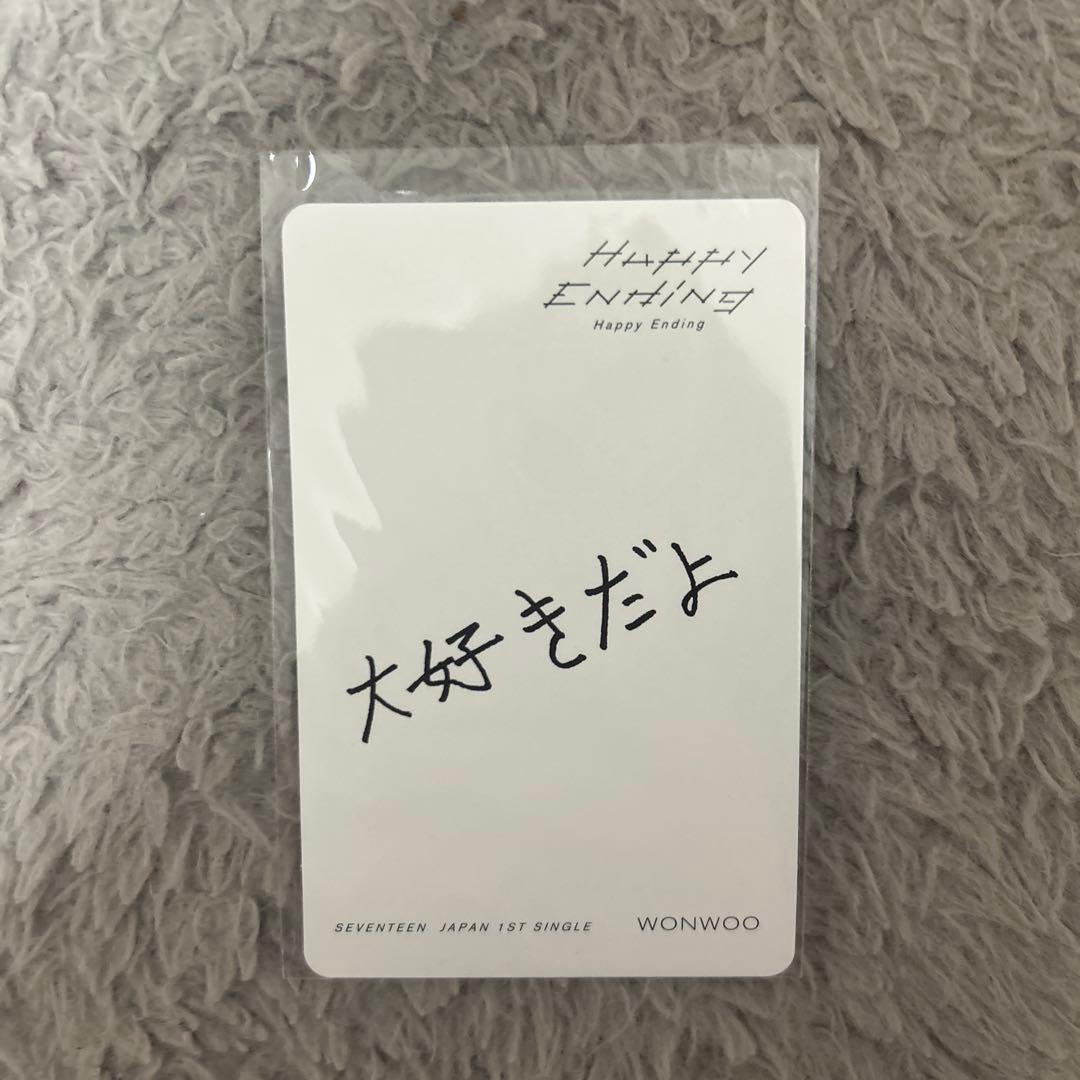 HAPPY
ENDING
Happy Ending
大好きだよ
SEVENTEEN JAPAN 1ST SINGLE WONWOO